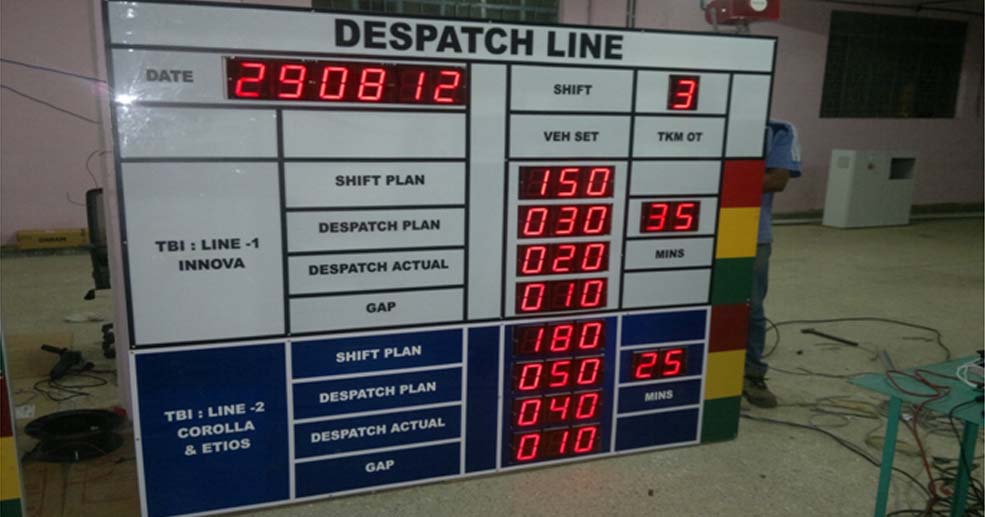 DESPATCH LINE
DATE 290812 SHIFT 3
VEH SET TKM OT
TBI : LINE -1
INNOVA
SHIFT PLAN 150
DESPATCH PLAN 030 35
DESPATCH ACTUAL 020 MINS
GAP 010
TBI : LINE -2
COROLLA
& ETIOS
SHIFT PLAN 180
DESPATCH PLAN 050 25
DESPATCH ACTUAL 040 MINS
GAP 010